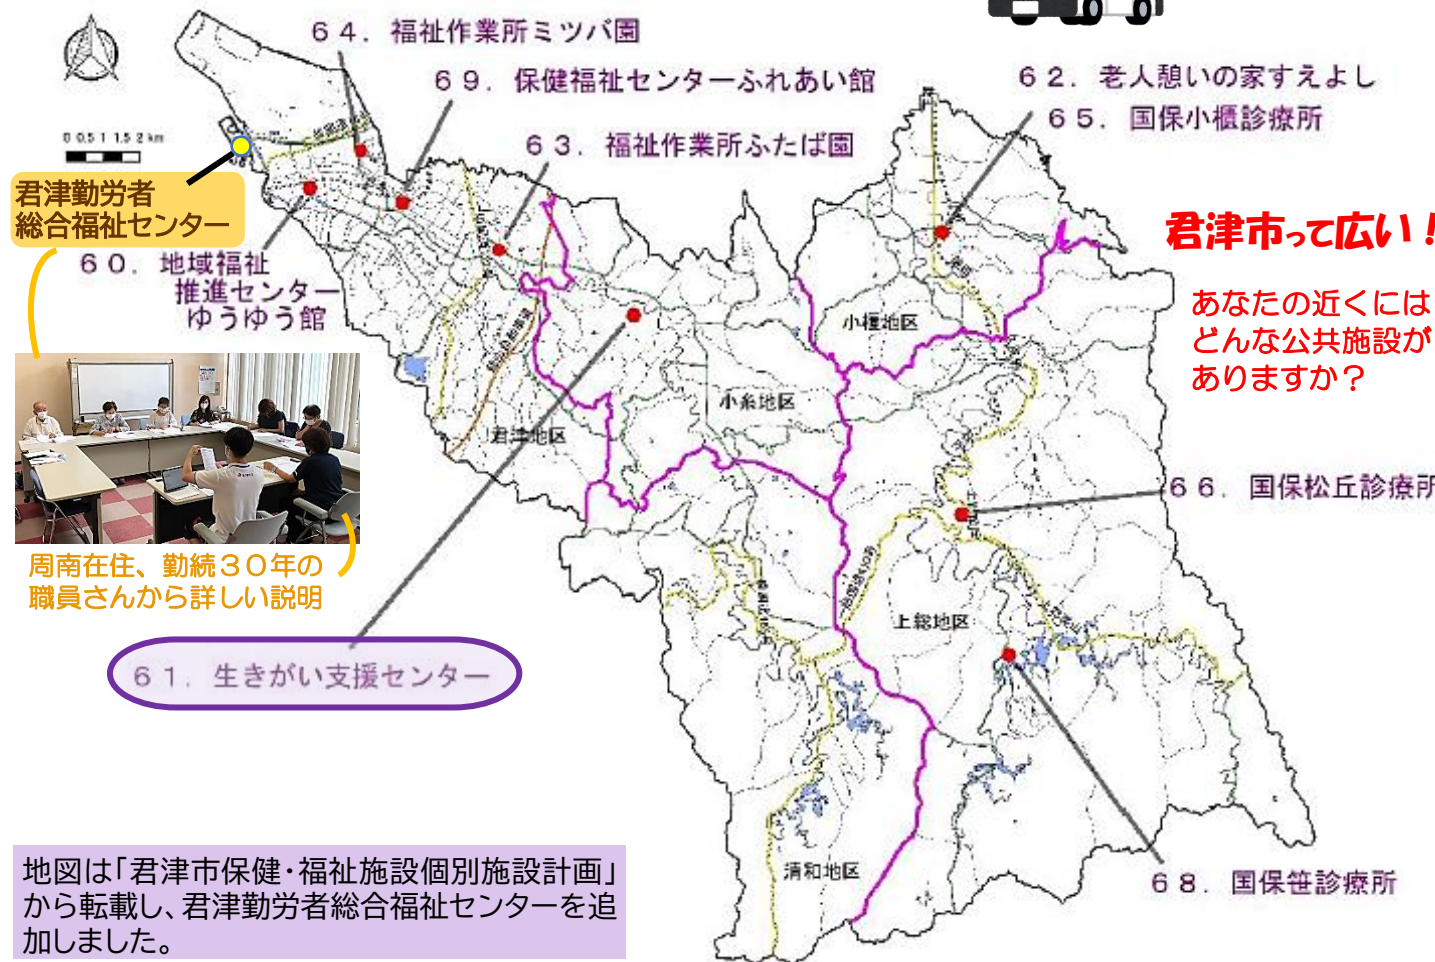 ６４．福祉作業所ミツバ園
６９．保健福祉センターふれあい館
６３．福祉作業所ふたば園
６２．老人憩いの家すえよし
６５．国保小櫃診療所
0 0.5 1 1.5 2 km
君津勤労者
総合福祉センター
６０．地域福祉
推進センター
ゆうゆう館
君津市って広い！
あなたの近くには
どんな公共施設が
ありますか？
小櫃地区
小糸地区
君津地区
６６．国保松丘診療所
周南在住、勤続３０年の
職員さんから詳しい説明
上総地区
６１．生きがい支援センター
清和地区
６８．国保笹診療所
地図は「君津市保健・福祉施設個別施設計画」
から転載し、君津勤労者総合福祉センターを追
加しました。